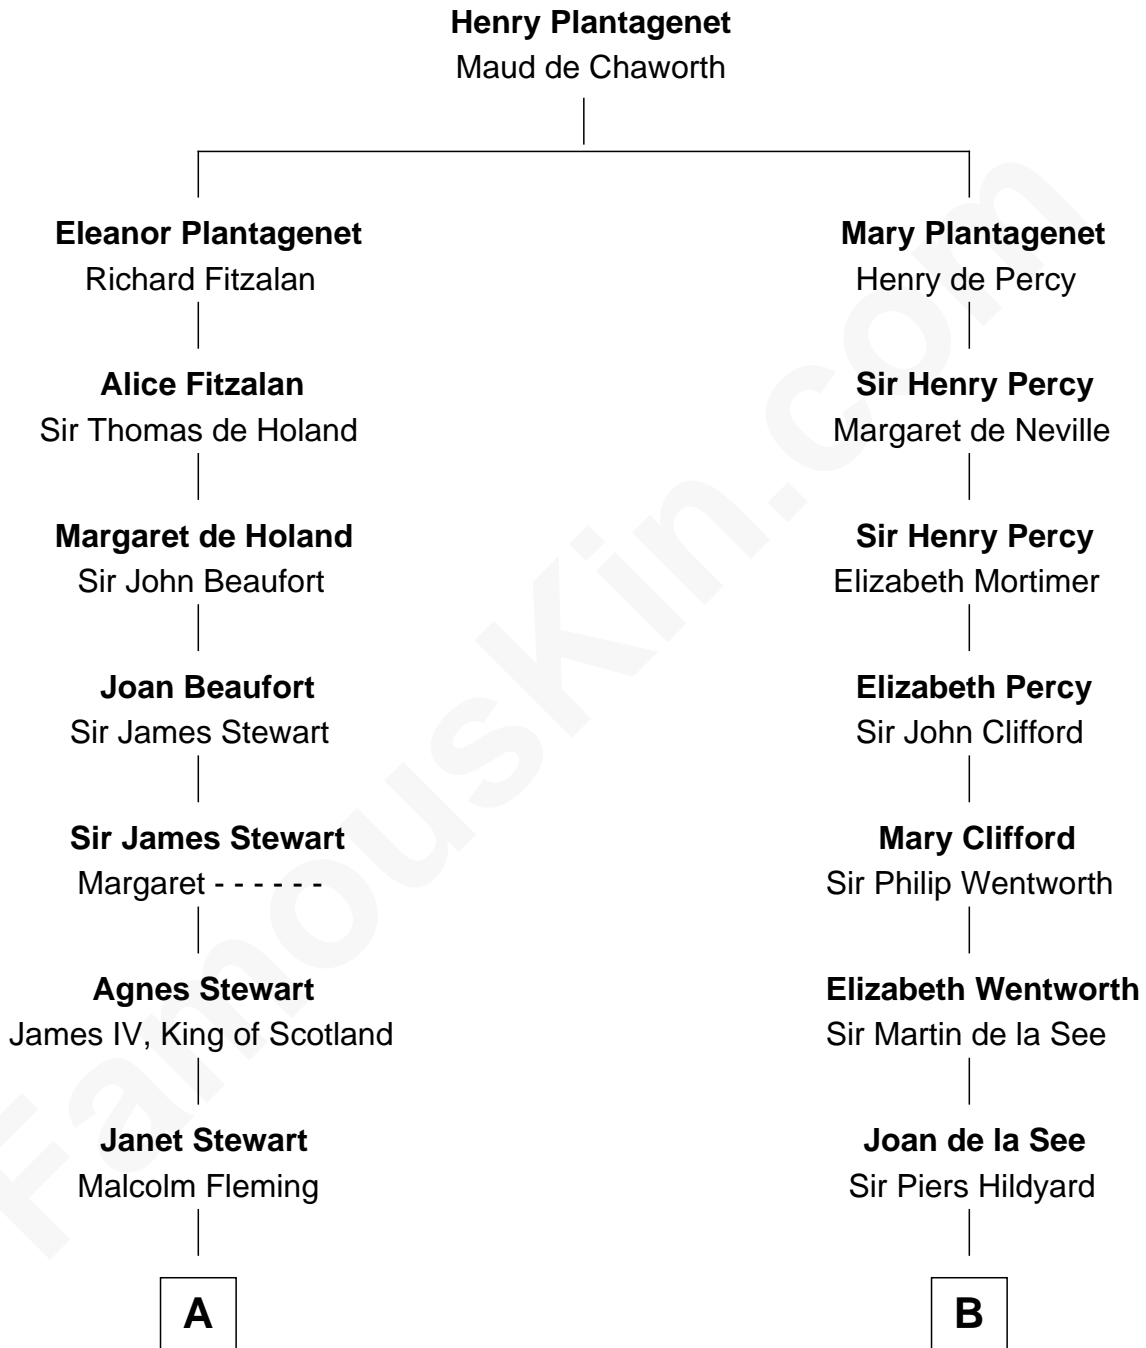 Henry Plantagenet
Maud de Chaworth
Eleanor Plantagenet
Richard Fitzalan
Mary Plantagenet
Henry de Percy
Alice Fitzalan
Sir Thomas de Holand
Sir Henry Percy
Margaret de Neville
Margaret de Holand
Sir John Beaufort
Sir Henry Percy
Elizabeth Mortimer
Joan Beaufort
Sir James Stewart
Elizabeth Percy
Sir John Clifford
Sir James Stewart
Margaret - - - - - -
Mary Clifford
Sir Philip Wentworth
Agnes Stewart
James IV, King of Scotland
Elizabeth Wentworth
Sir Martin de la See
Janet Stewart
Malcolm Fleming
Joan de la See
Sir Piers Hildyard
A
B
FamousKin.com